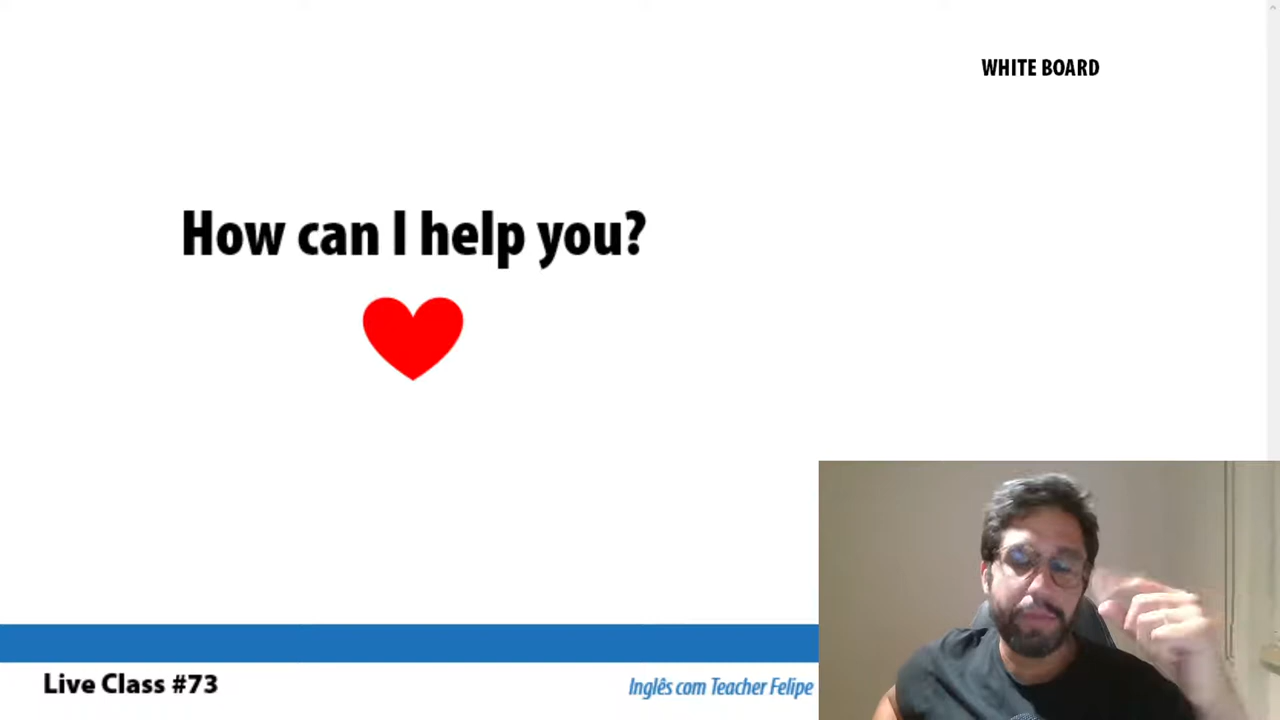 WHITE BOARD
How can I help you?
Live Class #73
Inglês com Teacher Felipe